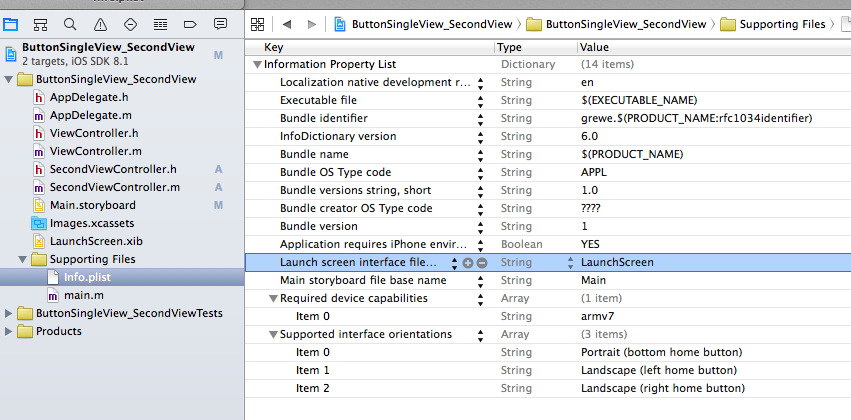 Info.plist
ButtonSingleView_SecondView ButtonSingleView_SecondView Supporting Files
ButtonSingleView_SecondView M
2 targets, iOS SDK 8.1
ButtonSingleView_SecondView
h AppDelegate.h
m AppDelegate.m
h ViewController.h
m ViewController.m
h SecondViewController.h A
m SecondViewController.m A
Main.storyboard M
Images.xcassets
LaunchScreen.xib
Supporting Files
Info.plist
m main.m
ButtonSingleView_SecondViewTests
Products
Key Type Value
Information Property List Dictionary (14 items)
Localization native development r... String en
Executable file String $(EXECUTABLE_NAME)
Bundle identifier String grewe.$(PRODUCT_NAME:rfc1034identifier)
InfoDictionary version String 6.0
Bundle name String $(PRODUCT_NAME)
Bundle OS Type code String APPL
Bundle versions string, short String 1.0
Bundle creator OS Type code String ????
Bundle version String 1
Application requires iPhone envir... Boolean YES
Launch screen interface file... String LaunchScreen
Main storyboard file base name String Main
Required device capabilities Array (1 item)
Item 0 String armv7
Supported interface orientations Array (3 items)
Item 0 String Portrait (bottom home button)
Item 1 String Landscape (left home button)
Item 2 String Landscape (right home button)